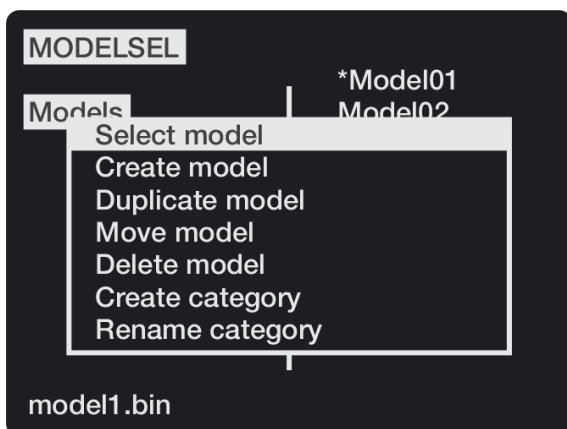 MODELSEL
*Model01
Models
Model02
Select model
Create model
Duplicate model
Move model
Delete model
Create category
Rename category
model1.bin